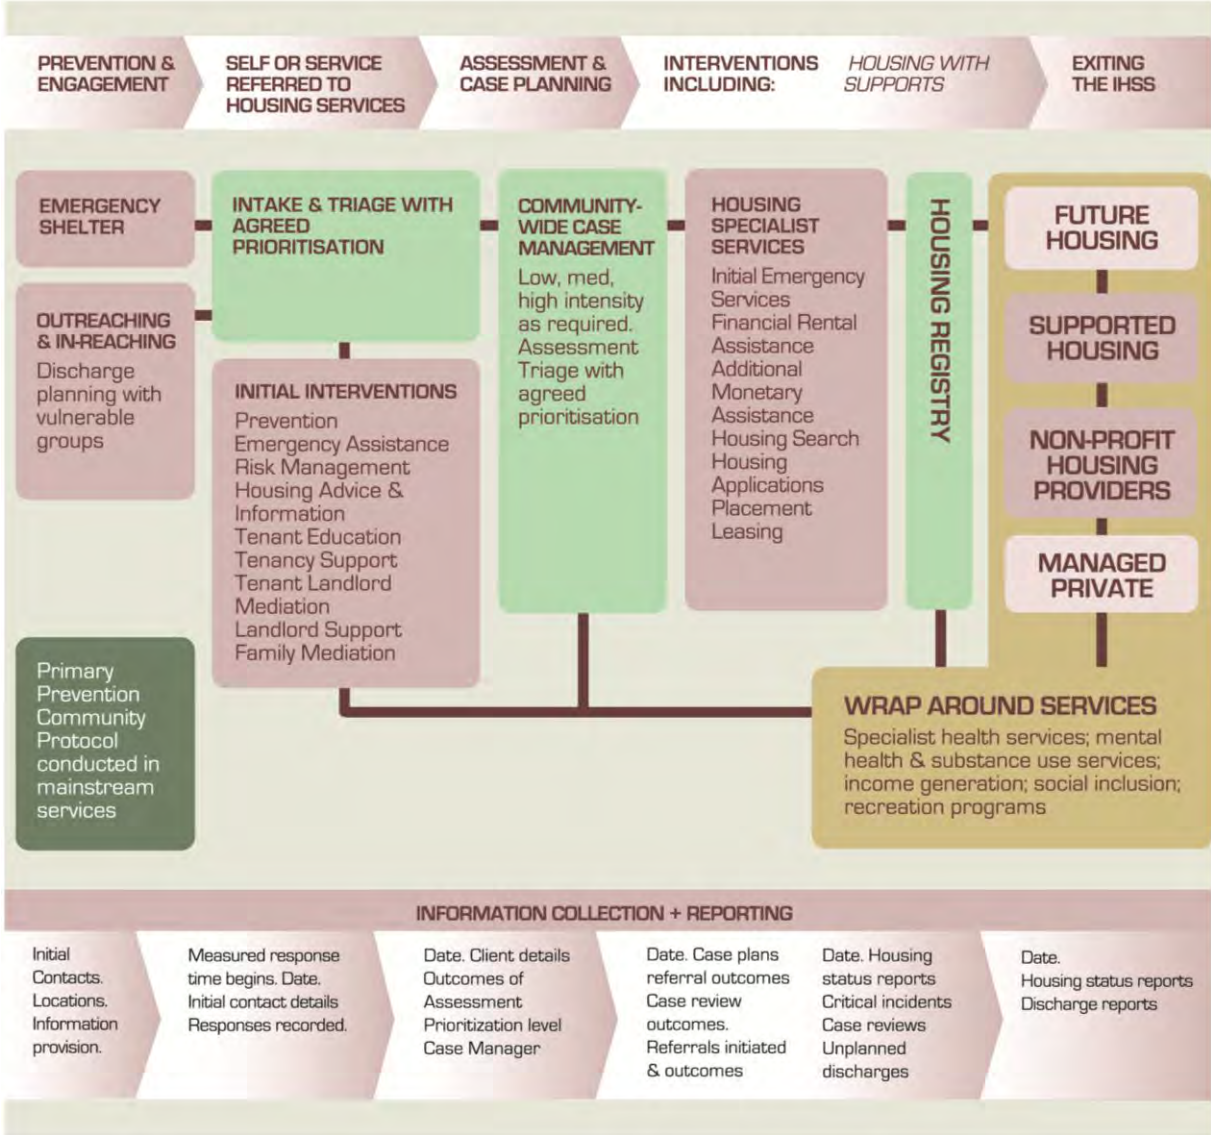 PREVENTION &
ENGAGEMENT
SELF OR SERVICE
REFERRED TO
HOUSING SERVICES
ASSESSMENT &
CASE PLANNING
INTERVENTIONS
INCLUDING:
HOUSING WITH
SUPPORTS
EXITING
THE IHSS
EMERGENCY
SHELTER
OUTREACHING
& IN-REACHING
Discharge
planning with
vulnerable
groups
Primary
Prevention
Community
Protocol
conducted in
mainstream
services
INTAKE & TRIAGE WITH
AGREED
PRIORITISATION
INITIAL INTERVENTIONS
Prevention
Emergency Assistance
Risk Management
Housing Advice &
Information
Tenant Education
Tenancy Support
Tenant Landlord
Mediation
Landlord Support
Family Mediation
COMMUNITY-
WIDE CASE
MANAGEMENT
Low, med,
high intensity
as required.
Assessment
Triage with
agreed
prioritisation
HOUSING
SPECIALIST
SERVICES
Initial Emergency
Services
Financial Rental
Assistance
Additional
Monetary
Assistance
Housing Search
Housing
Applications
Placement
Leasing
HOUSING REGISTRY
FUTURE
HOUSING
SUPPORTED
HOUSING
NON-PROFIT
HOUSING
PROVIDERS
MANAGED
PRIVATE
WRAP AROUND SERVICES
Specialist health services; mental
health & substance use services;
income generation; social inclusion;
recreation programs
INFORMATION COLLECTION + REPORTING
Initial
Contacts.
Locations.
Information
provision.
Measured response
time begins. Date.
Initial contact details
Responses recorded.
Date. Client details
Outcomes of
Assessment
Prioritization level
Case Manager
Date. Case plans
referral outcomes
Case review
outcomes.
Referrals initiated
& outcomes
Date. Housing
status reports
Critical incidents
Case reviews
Unplanned
discharges
Date.
Housing status reports
Discharge reports